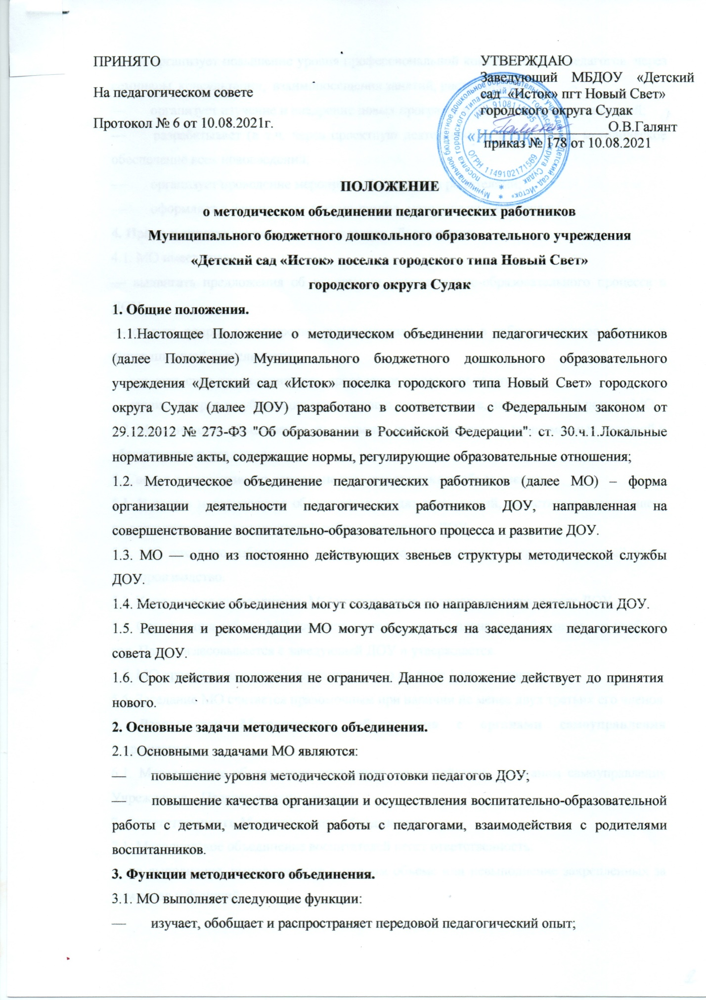 ПРИНЯТО
На педагогическом совете
Протокол № 6 от 10.08.2021г.
УТВЕРЖДАЮ
Заведующий МБДОУ «Детский
сад «Исток» пгт Новый Свет»
городского округа Судак
О.В.Галянт
приказ № 178 от 10.08.2021
«ИСТОК»
ОГРН 1149102171569
ПОЛОЖЕНИЕ
о методическом объединении педагогических работников
Муниципального бюджетного дошкольного образовательного учреждения
«Детский сад «Исток» поселка городского типа Новый Свет»
городского округа Судак
1. Общие положения.
1.1.Настоящее Положение о методическом объединении педагогических работников
(далее Положение) Муниципального бюджетного дошкольного образовательного
учреждения «Детский сад «Исток» поселка городского типа Новый Свет» городского
округа Судак (далее ДОУ) разработано в соответствии с Федеральным законом от
29.12.2012 № 273-ФЗ "Об образовании в Российской Федерации": ст. 30.ч.1.Локальные
нормативные акты, содержащие нормы, регулирующие образовательные отношения;
1.2. Методическое объединение педагогических работников (далее МО) – форма
организации деятельности педагогических работников ДОУ, направленная на
совершенствование воспитательно-образовательного процесса и развитие ДОУ.
1.3. МО — одно из постоянно действующих звеньев структуры методической службы
ДОУ.
1.4. Методические объединения могут создаваться по направлениям деятельности ДОУ.
1.5. Решения и рекомендации МО могут обсуждаться на заседаниях педагогического
совета ДОУ.
1.6. Срок действия положения не ограничен. Данное положение действует до принятия
нового.
2. Основные задачи методического объединения.
2.1. Основными задачами МО являются:
— повышение уровня методической подготовки педагогов ДОУ;
— повышение качества организации и осуществления воспитательно-образовательной
работы с детьми, методической работы с педагогами, взаимодействия с родителями
воспитанников.
3. Функции методического объединения.
3.1. МО выполняет следующие функции:
— изучает, обобщает и распространяет передовой педагогический опыт;